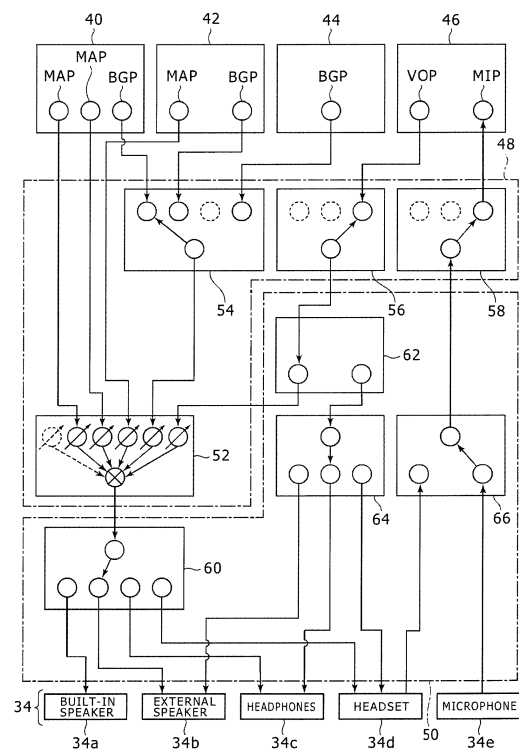 40 42 44 46
MAP MAP BGP MAP BGP BGP VOP MIP
48
54 56 58
62
52
64 66
60
34 BUILT-IN SPEAKER EXTERNAL SPEAKER HEADPHONES HEADSET MICROPHONE
34a 34b 34c 34d 50 34e